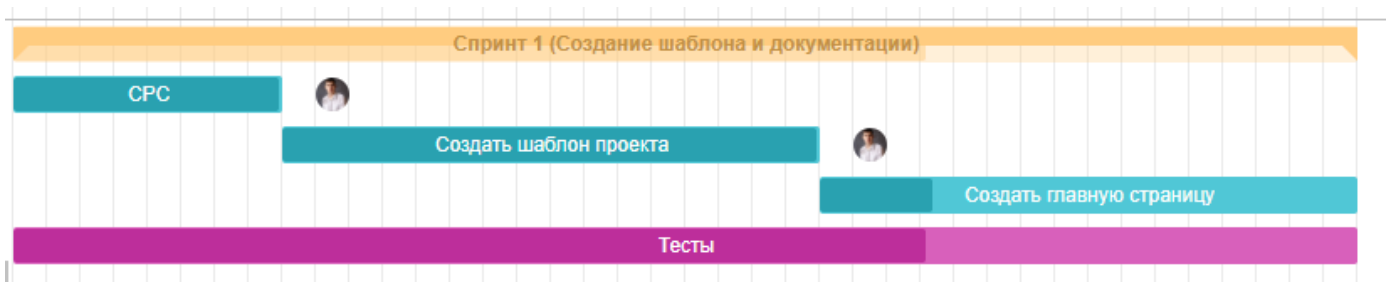 Спринт 1 (Создание шаблона и документации)
СРС
Создать шаблон проекта
Создать главную страницу
Тесты